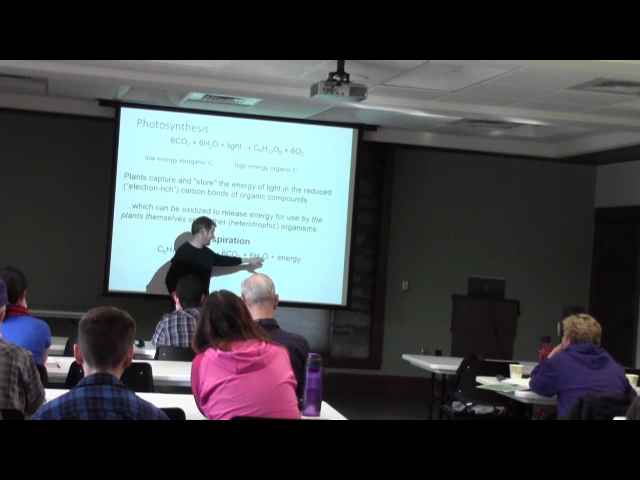 Photosynthesis
6CO₂ + 6H₂O + light → C₆H₁₂O₆ + 6O₂
low energy inorganic C
high energy organic C
Plants capture and "store" the energy of light in the reduced
("electron-rich") carbon bonds of organic compounds
...which can be oxidized to release energy for use by the
plants themselves or (heterotrophic) organisms.
6CO₂ + 6H₂O + energy